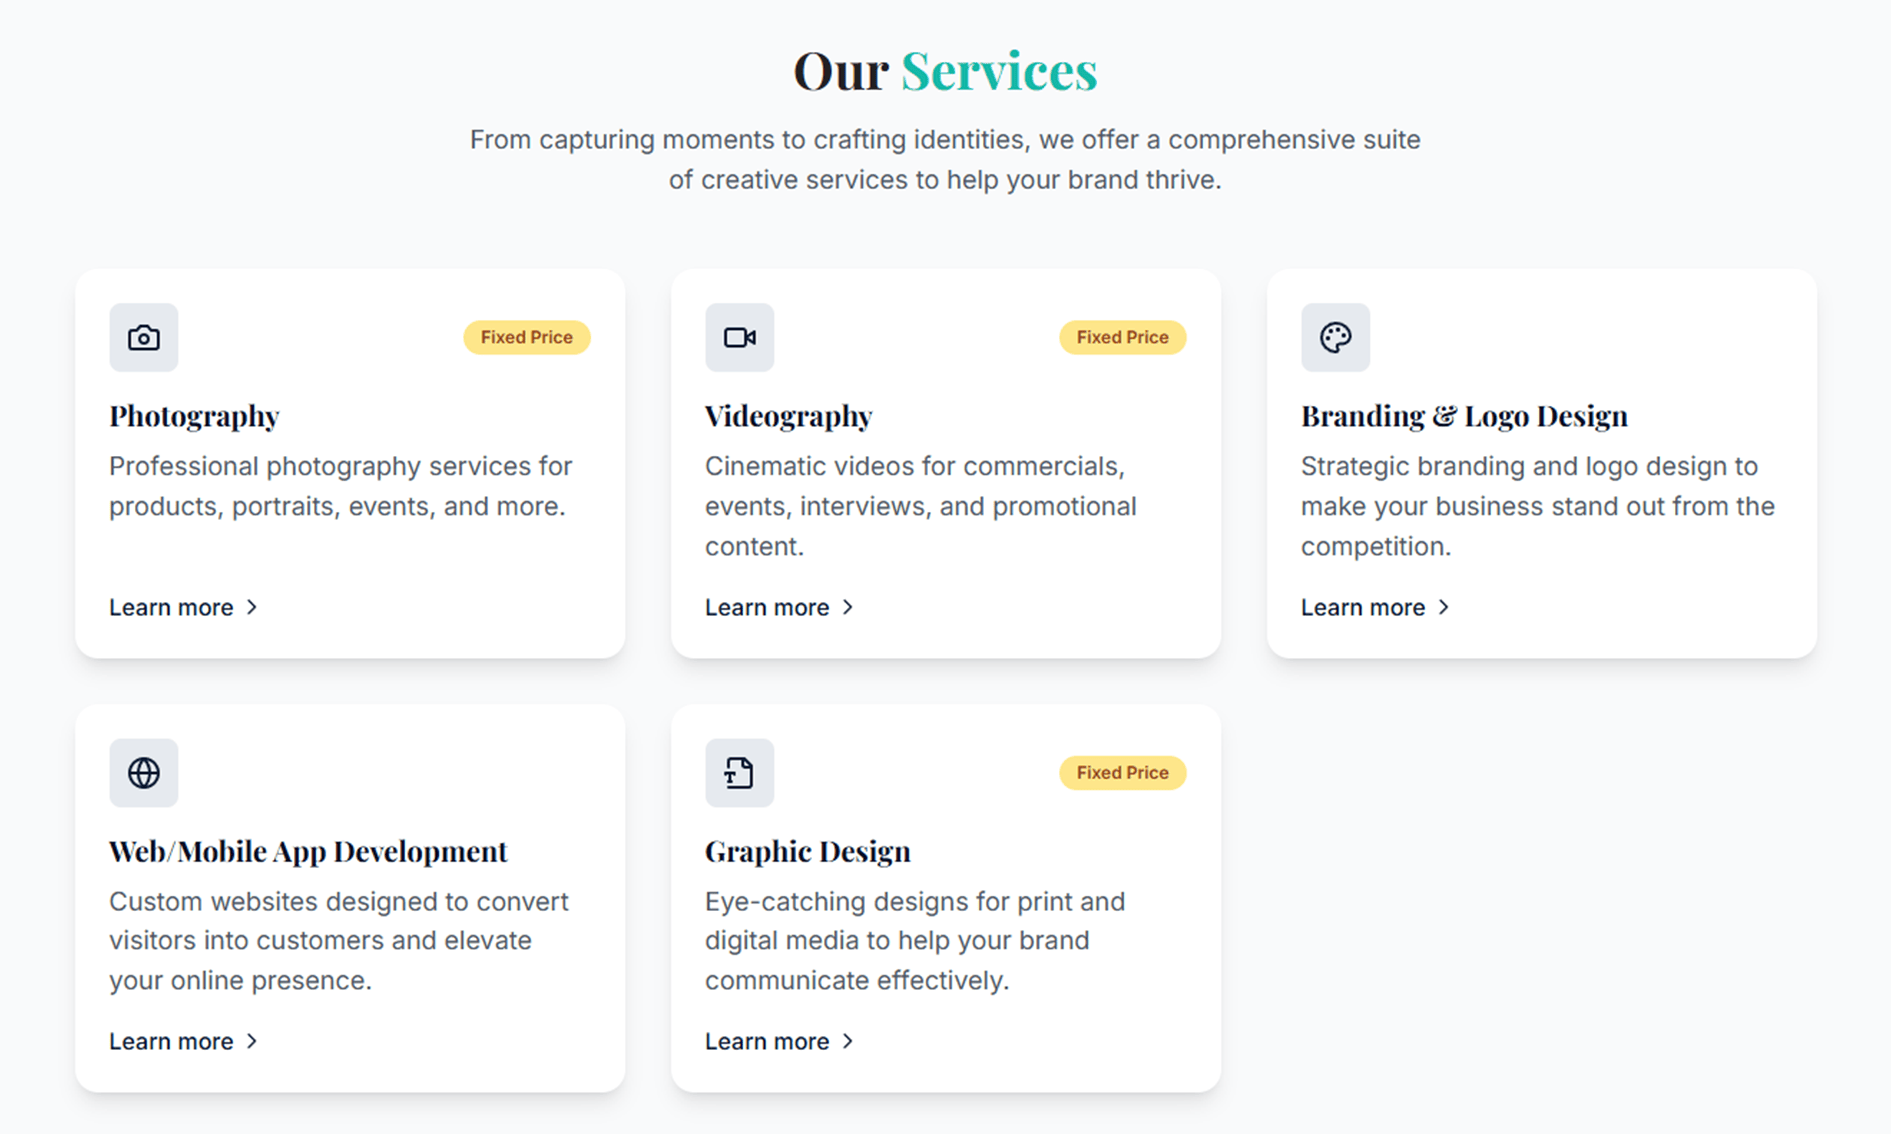 Our Services
From capturing moments to crafting identities, we offer a comprehensive suite
of creative services to help your brand thrive.
Fixed Price
Photography
Professional photography services for
products, portraits, events, and more.
Learn more
Fixed Price
Videography
Cinematic videos for commercials,
events, interviews, and promotional
content.
Learn more
Branding & Logo Design
Strategic branding and logo design to
make your business stand out from the
competition.
Learn more
Web/Mobile App Development
Custom websites designed to convert
visitors into customers and elevate
your online presence.
Learn more
Fixed Price
Graphic Design
Eye-catching designs for print and
digital media to help your brand
communicate effectively.
Learn more